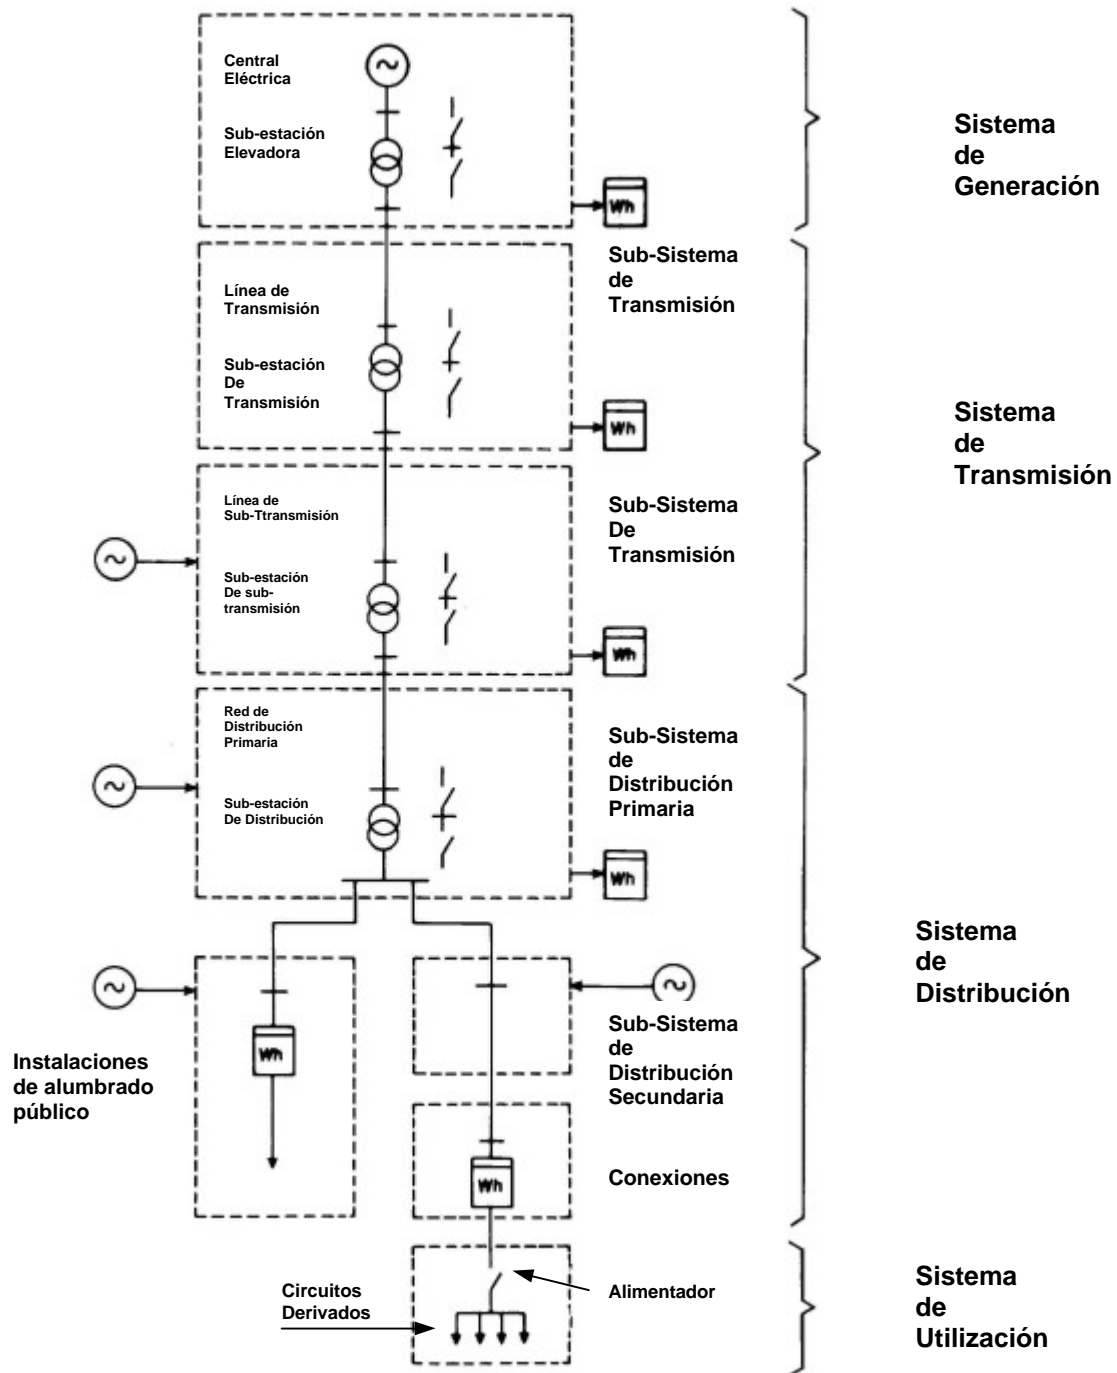 Central
Eléctrica
Sub-estación
Elevadora
Wh
Sistema
de
Generación
Sub-Sistema
de
Transmisión
Línea de
Transmisión
Sub-estación
De
Transmisión
Wh
Sistema
de
Transmisión
Línea de
Sub-Ttransmisión
Sub-estación
De sub-
transmisión
Sub-Sistema
De
Transmisión
Wh
Red de
Distribución
Primaria
Sub-estación
De Distribución
Sub-Sistema
de
Distribución
Primaria
Wh
Sistema
de
Distribución
Instalaciones
de alumbrado
público
Wh
Sub-Sistema
de
Distribución
Secundaria
Wh
Conexiones
Circuitos
Derivados
Alimentador
Sistema
de
Utilización